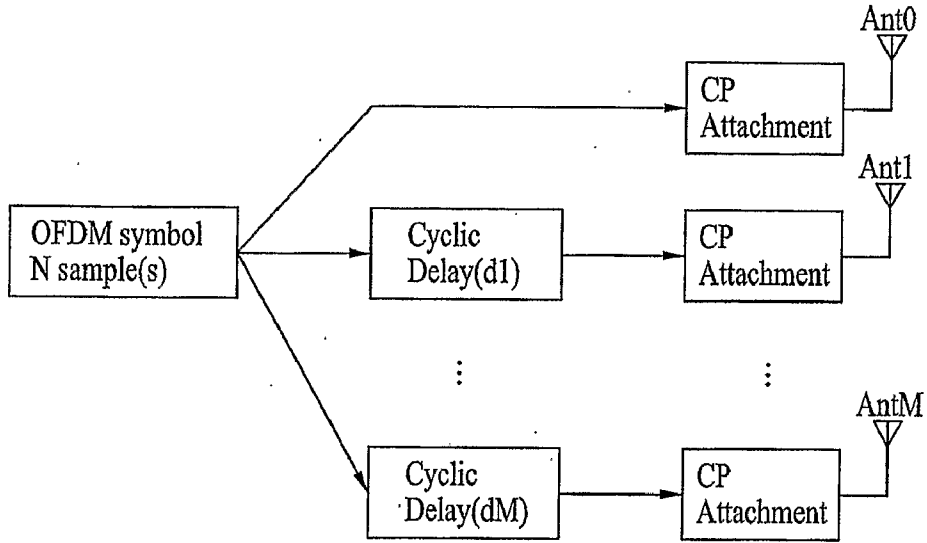 Ant0
CP
Attachment
Ant1
OFDM symbol
N sample(s)
Cyclic
Delay(d1)
CP
Attachment
⋮
⋮
AntM
Cyclic
Delay(dM)
CP
Attachment